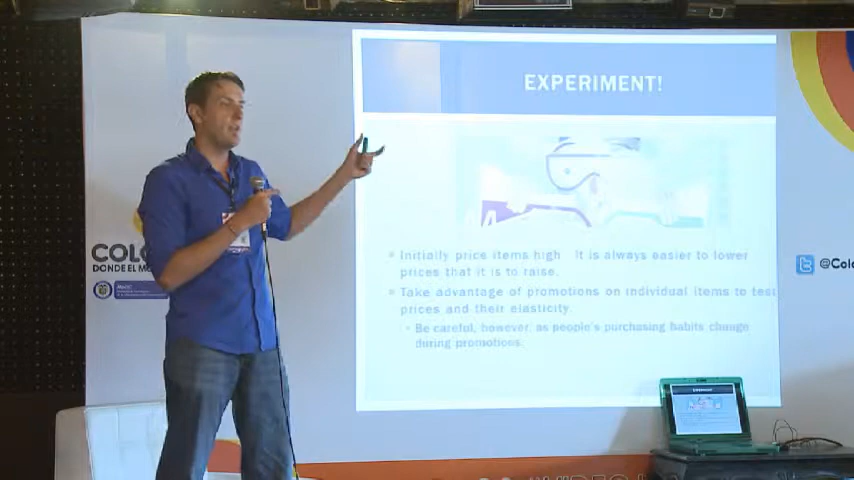 EXPERIMENT!
Initially price items high It is always easier to lower
prices that it is to raise.
Take advantage of promotions on individual items to test
prices and their elasticity.
Be careful, however, as people's purchasing habits change
during promotions.
COLO
DONDE EL M
@Colo